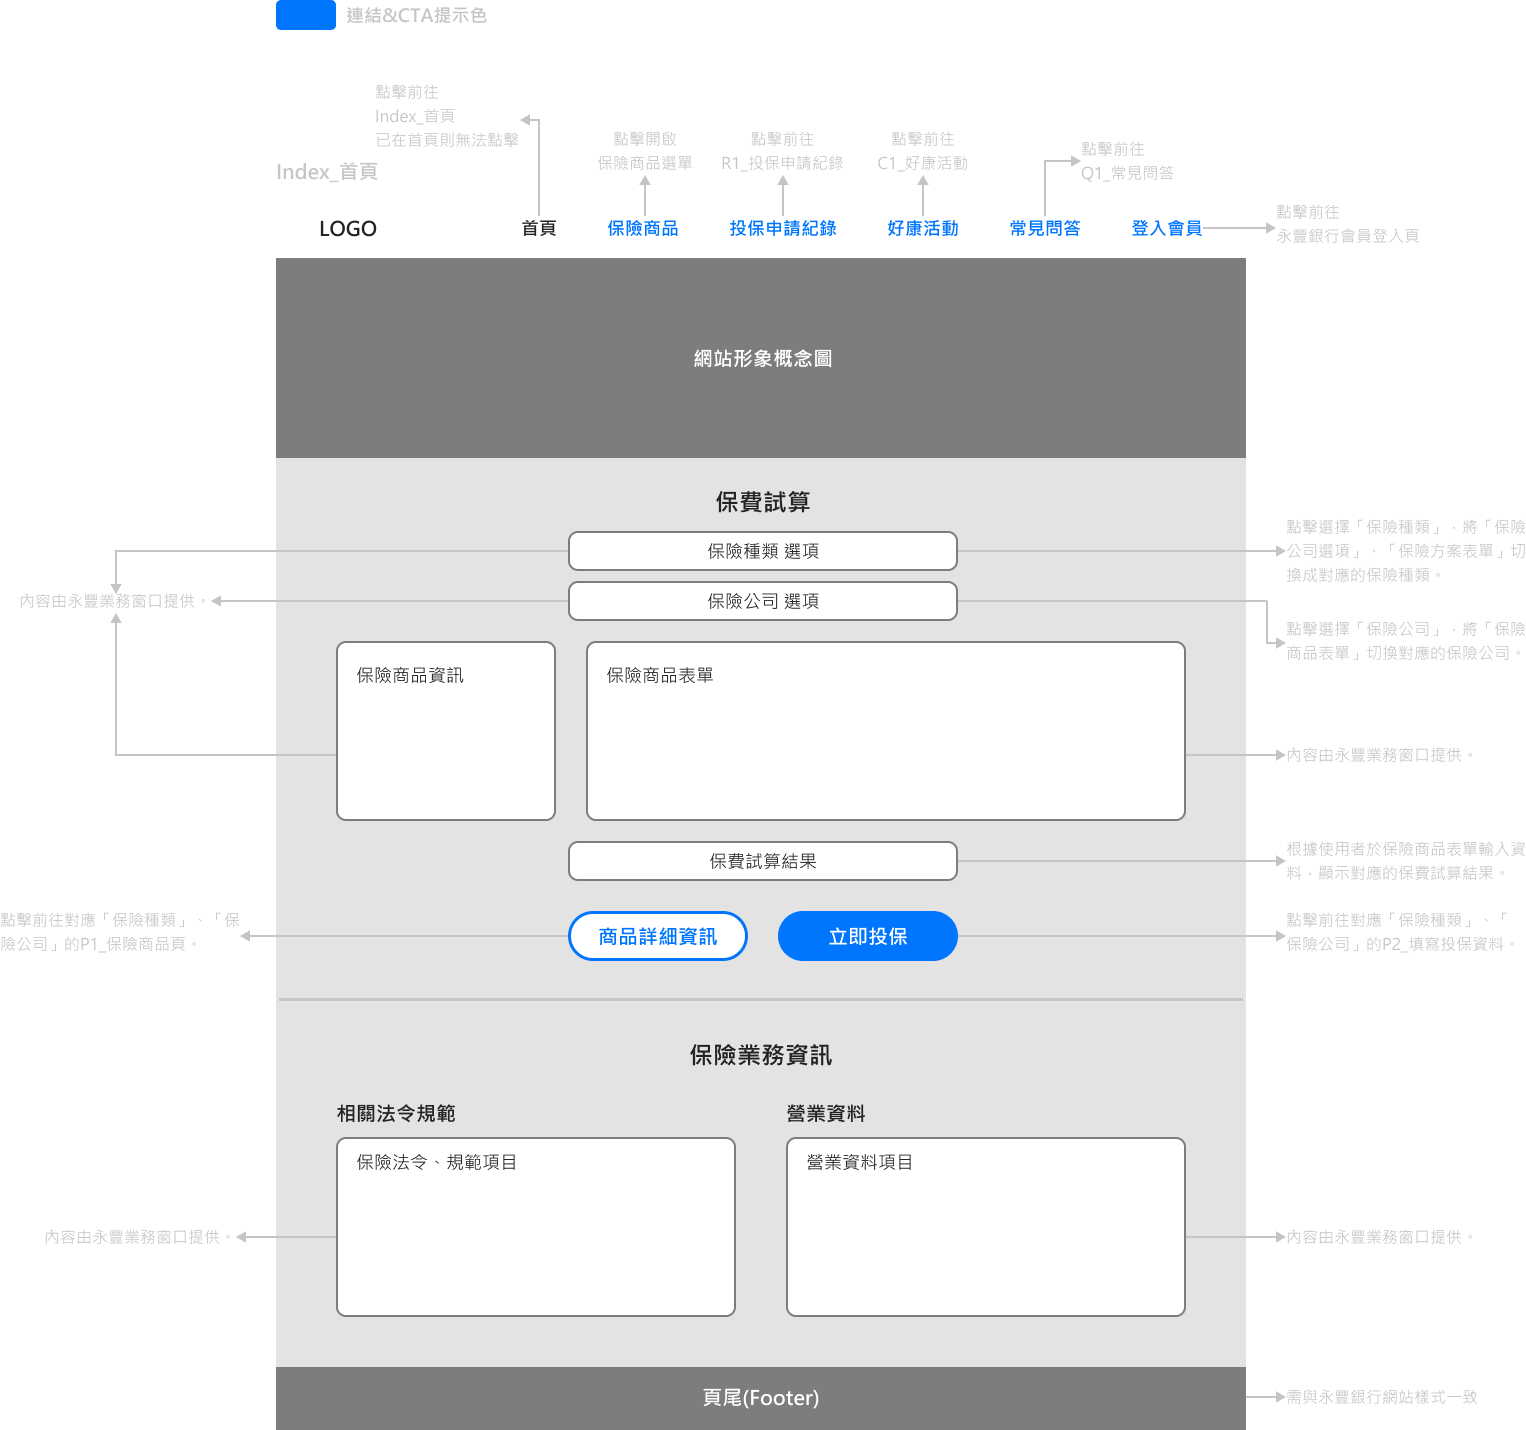 連結&CTA提示色
點擊前往
Index_首頁
已在首頁則無法點擊
點擊開啟
保險商品選單
點擊前往
R1_投保申請紀錄
點擊前往
C1_好康活動
點擊前往
Q1_常見問答
Index_首頁
點擊前往
永豐銀行會員登入頁
LOGO
首頁
保險商品
投保申請紀錄
好康活動
常見問答
登入會員
網站形象概念圖
保費試算
保險種類 選項
點擊選擇「保險種類」，將「保險
公司選項」、「保險方案表單」切
換成對應的保險種類。
內容由永豐業務窗口提供。
保險公司 選項
點擊選擇「保險公司」，將「保險
商品表單」切換對應的保險公司。
保險商品資訊
保險商品表單
內容由永豐業務窗口提供。
保費試算結果
根據使用者於保險商品表單輸入資
料，顯示對應的保費試算結果。
點擊前往對應「保險種類」、「保
險公司」的P1_保險商品頁。
商品詳細資訊
立即投保
點擊前往對應「保險種類」、「
保險公司」的P2_填寫投保資料。
保險業務資訊
相關法令規範
營業資料
保險法令、規範項目
營業資料項目
內容由永豐業務窗口提供。
內容由永豐業務窗口提供。
頁尾(Footer)
需與永豐銀行網站樣式一致